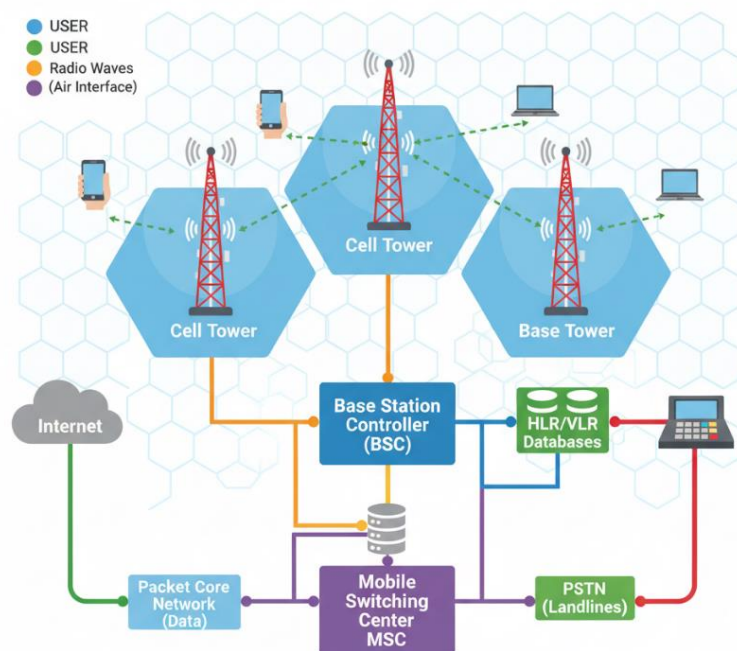 USER
USER
Radio Waves
(Air Interface)
Cell Tower
Cell Tower
Base Tower
Internet
Base Station
Controller
(BSC)
HLR/VLR
Databases
Packet Core
Network
(Data)
Mobile
Switching
Center
MSC
PSTN
(Landlines)